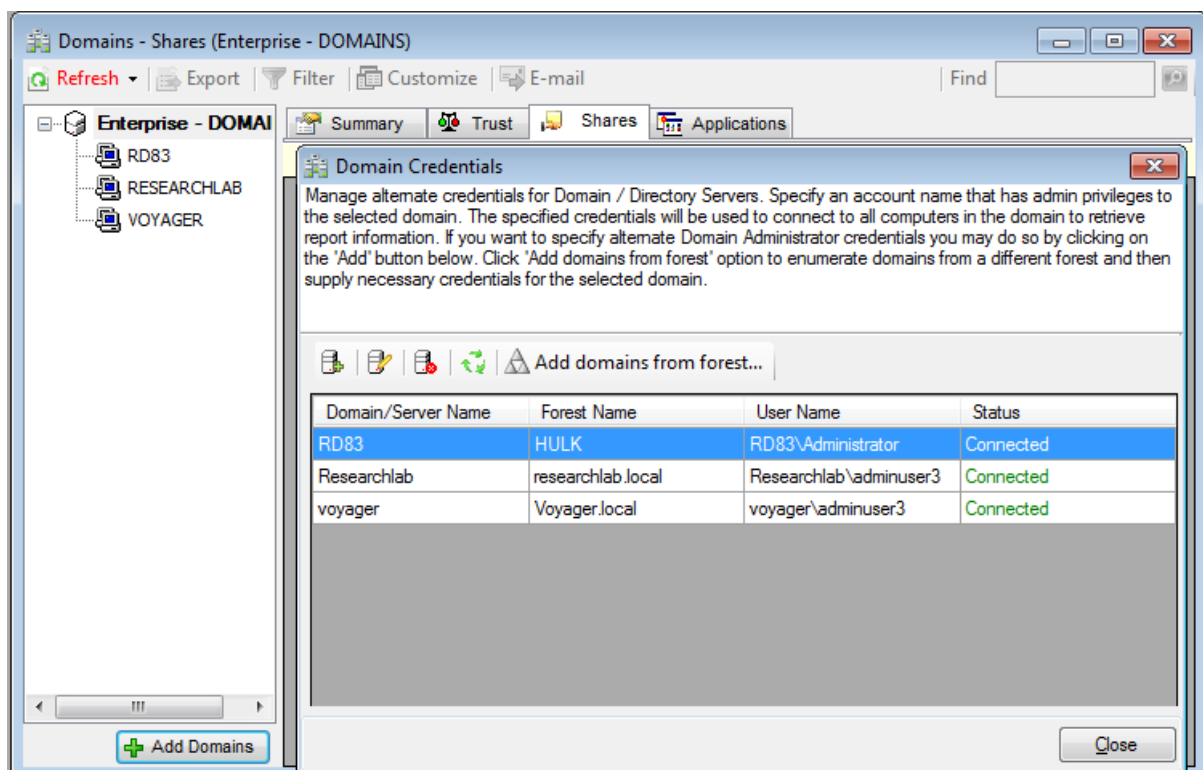 Domains - Shares (Enterprise - DOMAINS)
Refresh Export Filter Customize E-mail Find
Enterprise - DOMAI
RD83
RESEARCHLAB
VOYAGER
Summary Trust Shares Applications
Domain Credentials
Manage alternate credentials for Domain / Directory Servers. Specify an account name that has admin privileges to
the selected domain. The specified credentials will be used to connect to all computers in the domain to retrieve
report information. If you want to specify alternate Domain Administrator credentials you may do so by clicking on
the 'Add' button below. Click 'Add domains from forest' option to enumerate domains from a different forest and then
supply necessary credentials for the selected domain.
Add domains from forest...
Domain/Server Name Forest Name User Name Status
RD83 HULK RD83\Administrator Connected
Researchlab researchlab.local Researchlab\adminuser3 Connected
voyager Voyager.local voyager\adminuser3 Connected
Add Domains
Close